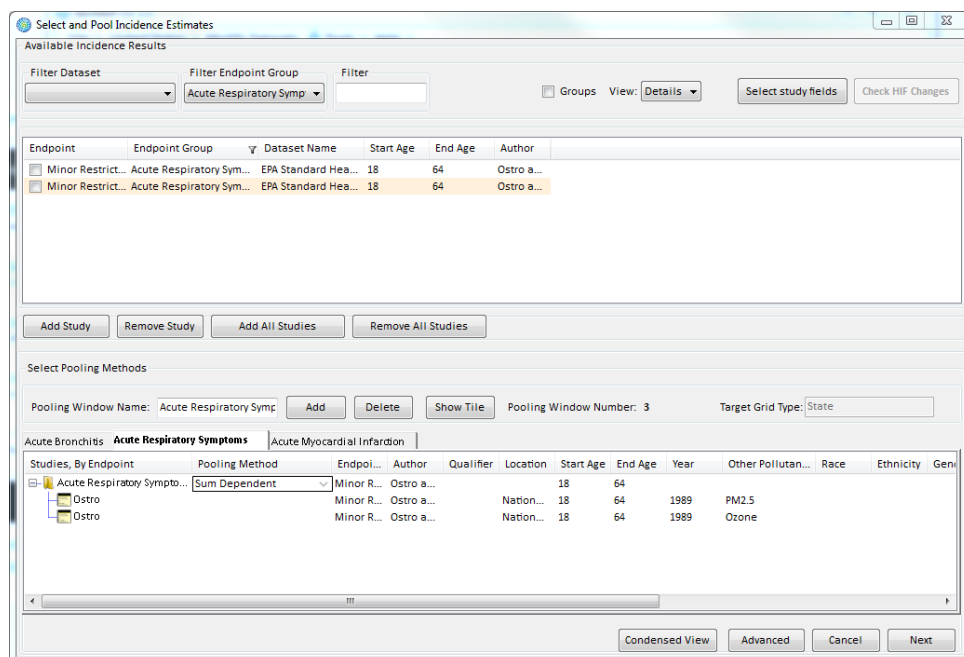 Select and Pool Incidence Estimates
Available Incidence Results
Filter Dataset Filter Endpoint Group Filter
Acute Respiratory Symp Groups View: Details Select study fields Check HIF Changes
Endpoint Endpoint Group Dataset Name Start Age End Age Author
Minor Restrict... Acute Respiratory Sym... EPA Standard Hea... 18 64 Ostro a...
Minor Restrict... Acute Respiratory Sym... EPA Standard Hea... 18 64 Ostro a...
Add Study Remove Study Add All Studies Remove All Studies
Select Pooling Methods
Pooling Window Name: Acute Respiratory Symp Add Delete Show Tile Pooling Window Number: 3 Target Grid Type: State
Acute Bronchitis Acute Respiratory Symptoms Acute Myocardial Infarction
Studies, By Endpoint Pooling Method Endpoi... Author Qualifier Location Start Age End Age Year Other Pollutan... Race Ethnicity Gen
Acute Respiratory Sympto... Sum Dependent Minor R... Ostro a... 18 64
Ostro Minor R... Ostro a... Nation... 18 64 1989 PM2.5
Ostro Minor R... Ostro a... Nation... 18 64 1989 Ozone
Condensed View Advanced Cancel Next